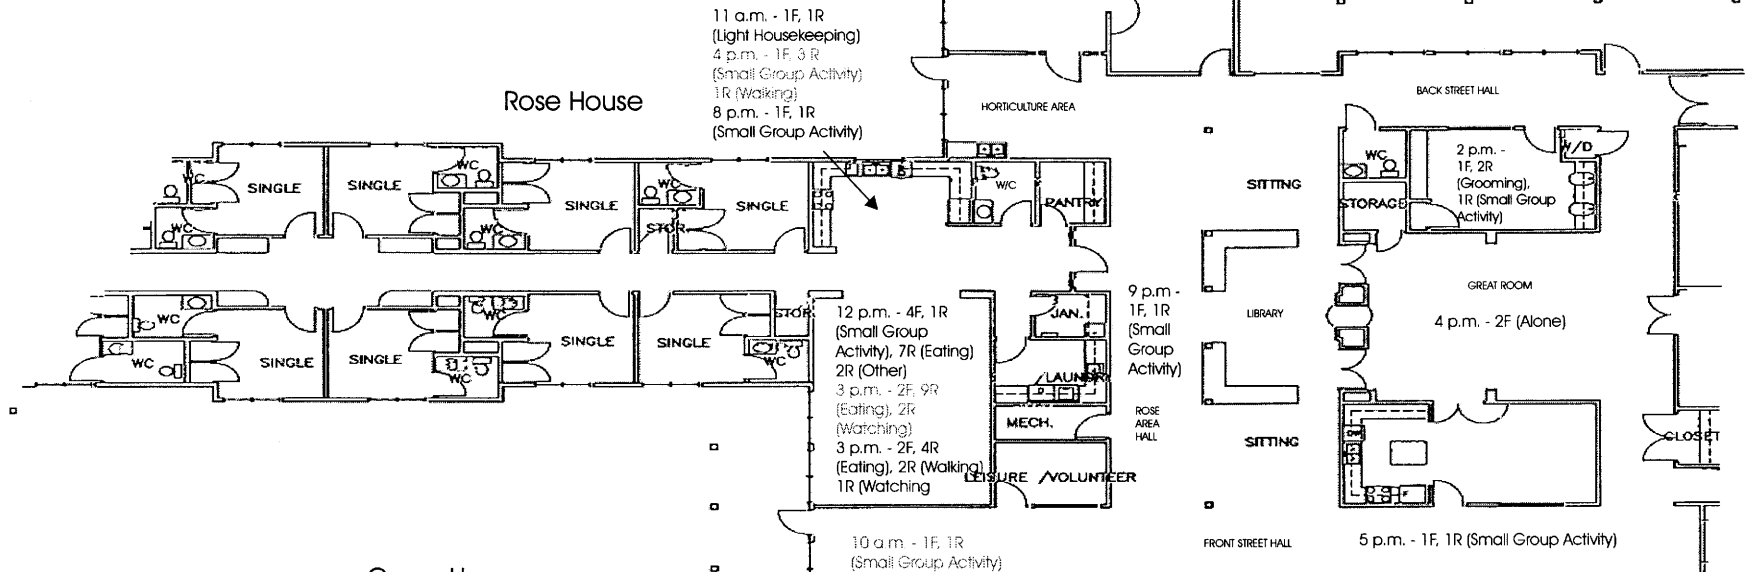 11 a.m. - 1F, 1R
(Light Housekeeping)
4 p.m. - 1F, 3 R
(Small Group Activity)
1R (Walking)
8 p.m. - 1F, 1R
(Small Group Activity)
Rose House
HORTICULTURE AREA
BACK STREET HALL
WC
SINGLE
SINGLE
WC
WC
WC
SINGLE
WC
STOR.
SINGLE
W/C
PANTRY
SITTING
WC
STORAGE
2 p.m. -
1F, 2R
(Grooming),
1R (Small Group
Activity)
W/D
WC
WC
SINGLE
SINGLE
WC
WC
SINGLE
SINGLE
STOR
WC
12 p.m. - 4F, 1R
(Small Group
Activity), 7R (Eating)
2R (Other)
3 p.m. - 2F, 9R
(Eating), 2R
(Watching)
3 p.m. - 2F, 4R
(Eating), 2R (Walking)
1R (Watching
JAN.
LAUNDRY
MECH.
LEISURE /VOLUNTEER
9 p.m -
1F, 1R
(Small
Group
Activity)
ROSE
AREA
HALL
LIBRARY
SITTING
GREAT ROOM
4 p.m. - 2F (Alone)
DW
F
CLOSET
10 a m. - 1F, 1R
(Small Group Activity)
FRONT STREET HALL
5 p.m. - 1F, 1R (Small Group Activity)